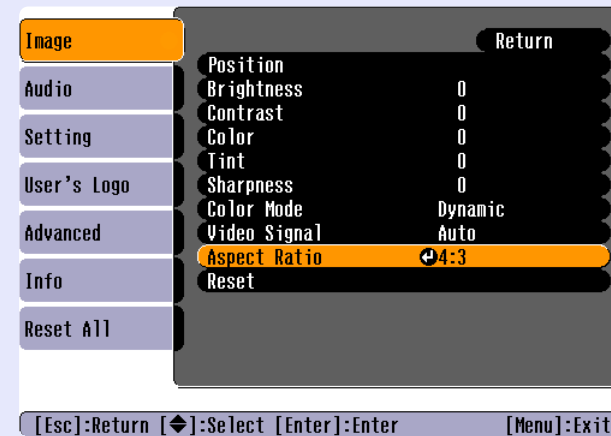 Image
Audio
Setting
User's Logo
Advanced
Info
Reset All
Return
Position
Brightness 0
Contrast 0
Color 0
Tint 0
Sharpness 0
Color Mode Dynamic
Video Signal Auto
Aspect Ratio 4:3
Reset
[Esc]:Return [◆]:Select [Enter]:Enter [Menu]:Exit